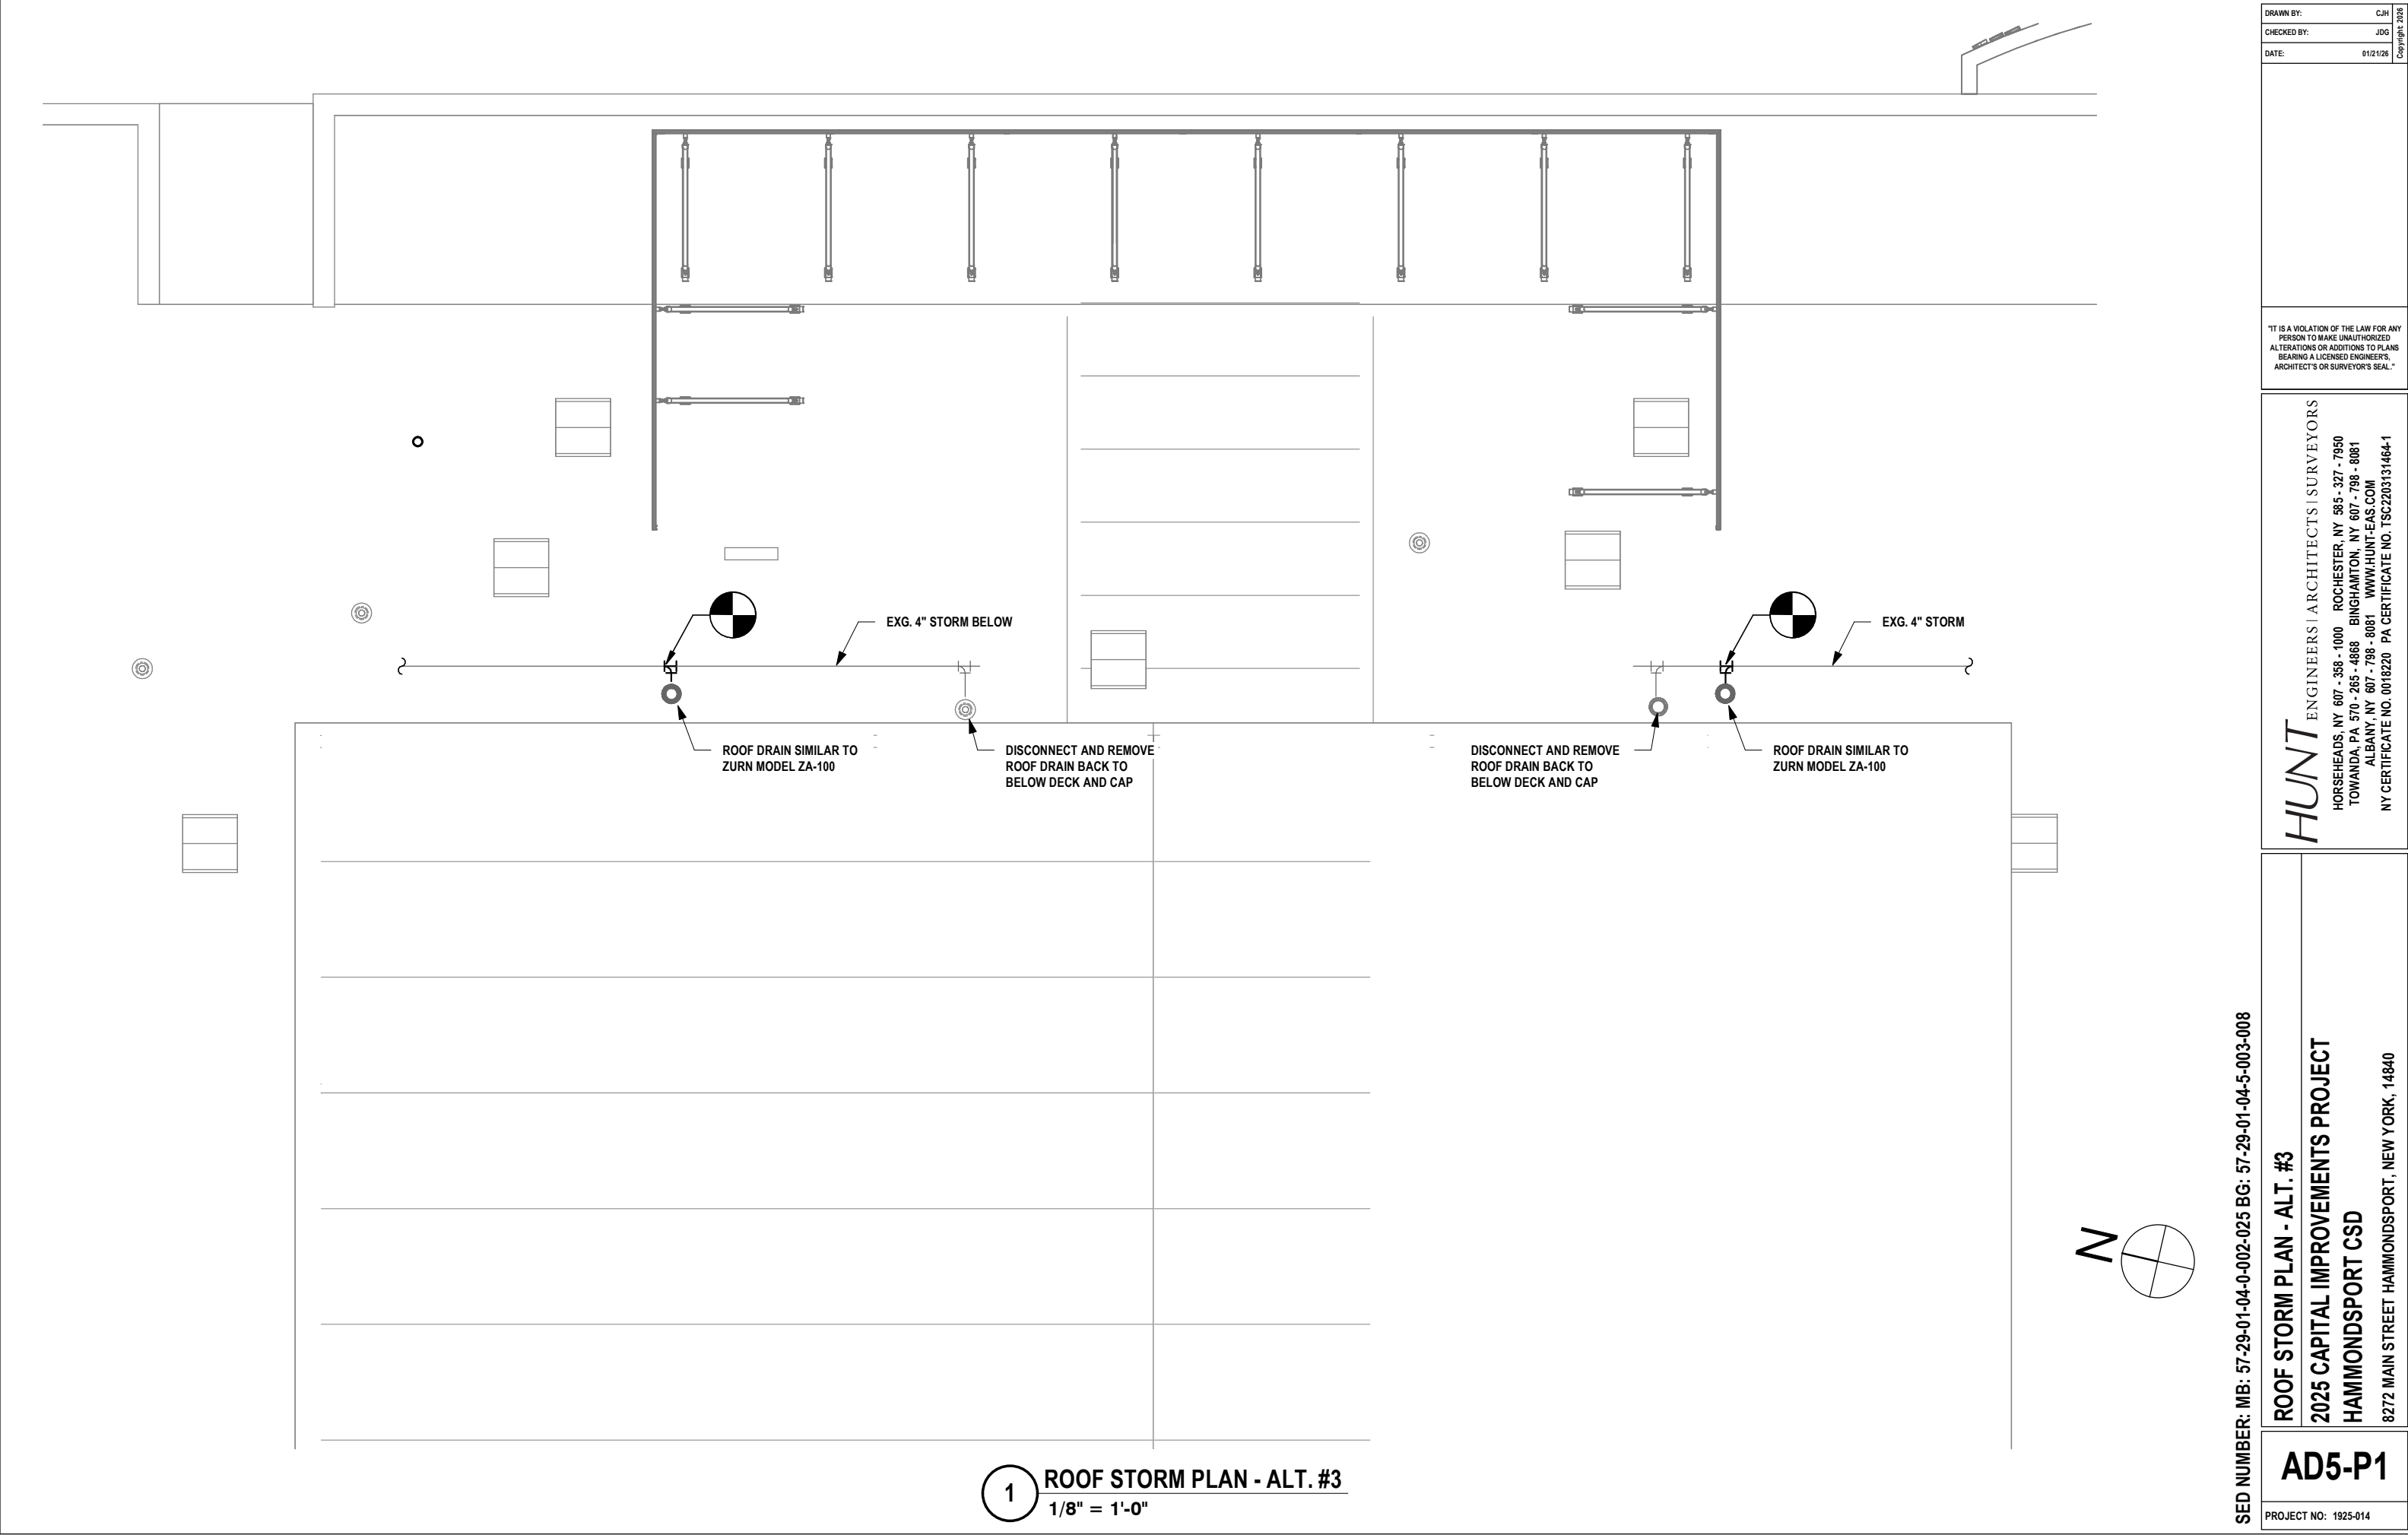 EXG. 4" STORM BELOW
EXG. 4" STORM
ROOF DRAIN SIMILAR TO
ZURN MODEL ZA-100
DISCONNECT AND REMOVE
ROOF DRAIN BACK TO
BELOW DECK AND CAP
DISCONNECT AND REMOVE
ROOF DRAIN BACK TO
BELOW DECK AND CAP
ROOF DRAIN SIMILAR TO
ZURN MODEL ZA-100
N
1
ROOF STORM PLAN - ALT. #3
1/8" = 1'-0"
DRAWN BY: CJH
CHECKED BY: JDG
DATE: 01/21/26
Copyright 2026
"IT IS A VIOLATION OF THE LAW FOR ANY
PERSON TO MAKE UNAUTHORIZED
ALTERATIONS OR ADDITIONS TO PLANS
BEARING A LICENSED ENGINEER'S,
ARCHITECT'S OR SURVEYOR'S SEAL."
HUNT ENGINEERS | ARCHITECTS | SURVEYORS
HORSEHEADS, NY 607 - 358 - 1000 ROCHESTER, NY 585 - 327 - 7950
TOWANDA, PA 570 - 265 - 4868 BINGHAMTON, NY 607 - 798 - 8081
ALBANY, NY 607 - 798 - 8081 WWW.HUNT-EAS.COM
NY CERTIFICATE NO. 0018220 PA CERTIFICATE NO. TSC2203131464-1
SED NUMBER: MB: 57-29-01-04-0-002-025 BG: 57-29-01-04-5-003-008
ROOF STORM PLAN - ALT. #3
2025 CAPITAL IMPROVEMENTS PROJECT
HAMMONDSPORT CSD
8272 MAIN STREET HAMMONDSPORT, NEW YORK, 14840
AD5-P1
PROJECT NO: 1925-014